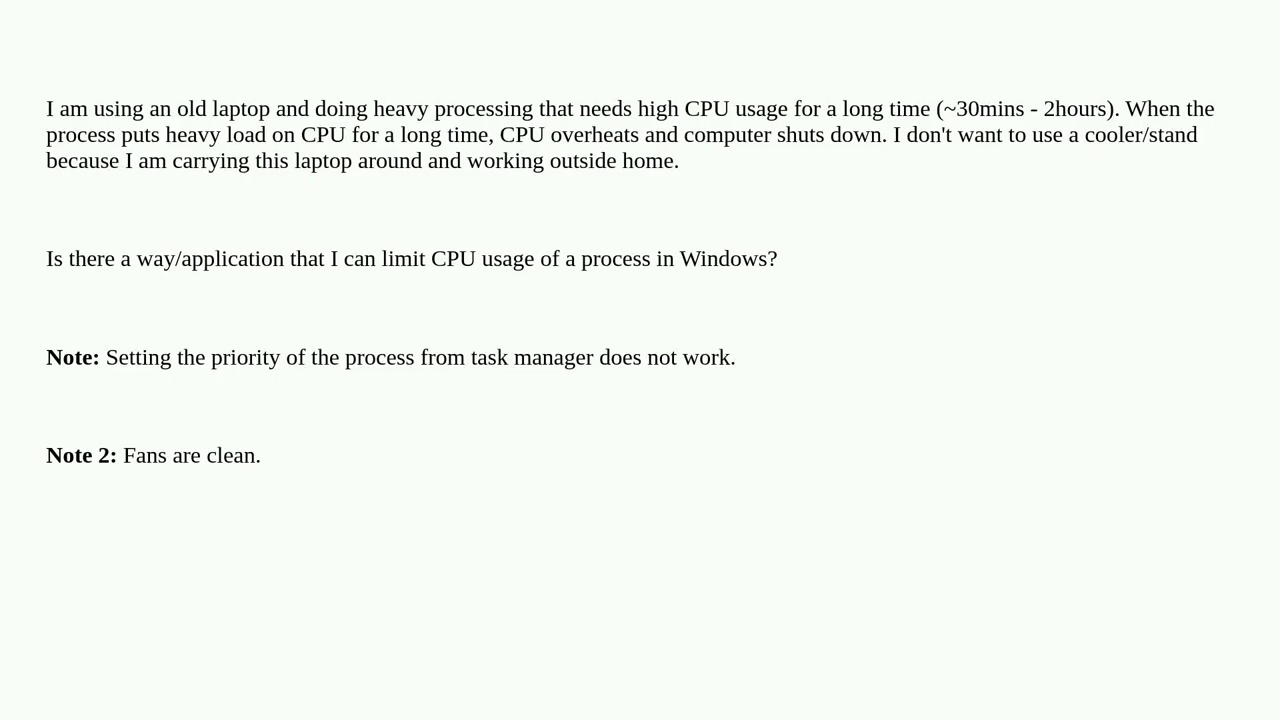 I am using an old laptop and doing heavy processing that needs high CPU usage for a long time (~30mins - 2hours). When the
process puts heavy load on CPU for a long time, CPU overheats and computer shuts down. I don't want to use a cooler/stand
because I am carrying this laptop around and working outside home.
Is there a way/application that I can limit CPU usage of a process in Windows?
Note: Setting the priority of the process from task manager does not work.
Note 2: Fans are clean.